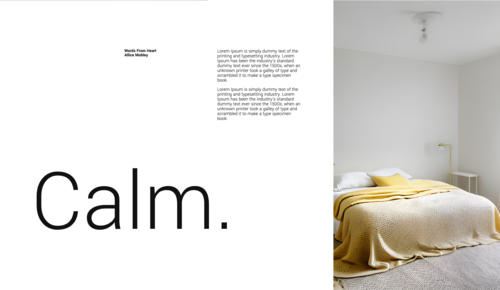 Words From Heart
Allice Mobley
Lorem Ipsum is simply dummy text of the
printing and typesetting industry. Lorem
Ipsum has been the industry's standard
dummy text ever since the 1500s, when an
unknown printer took a galley of type and
scrambled it to make a type specimen
book.
Lorem Ipsum is simply dummy text of the
printing and typesetting industry. Lorem
Ipsum has been the industry's standard
dummy text ever since the 1500s, when an
unknown printer took a galley of type and
scrambled it to make a type specimen
book.
Calm.